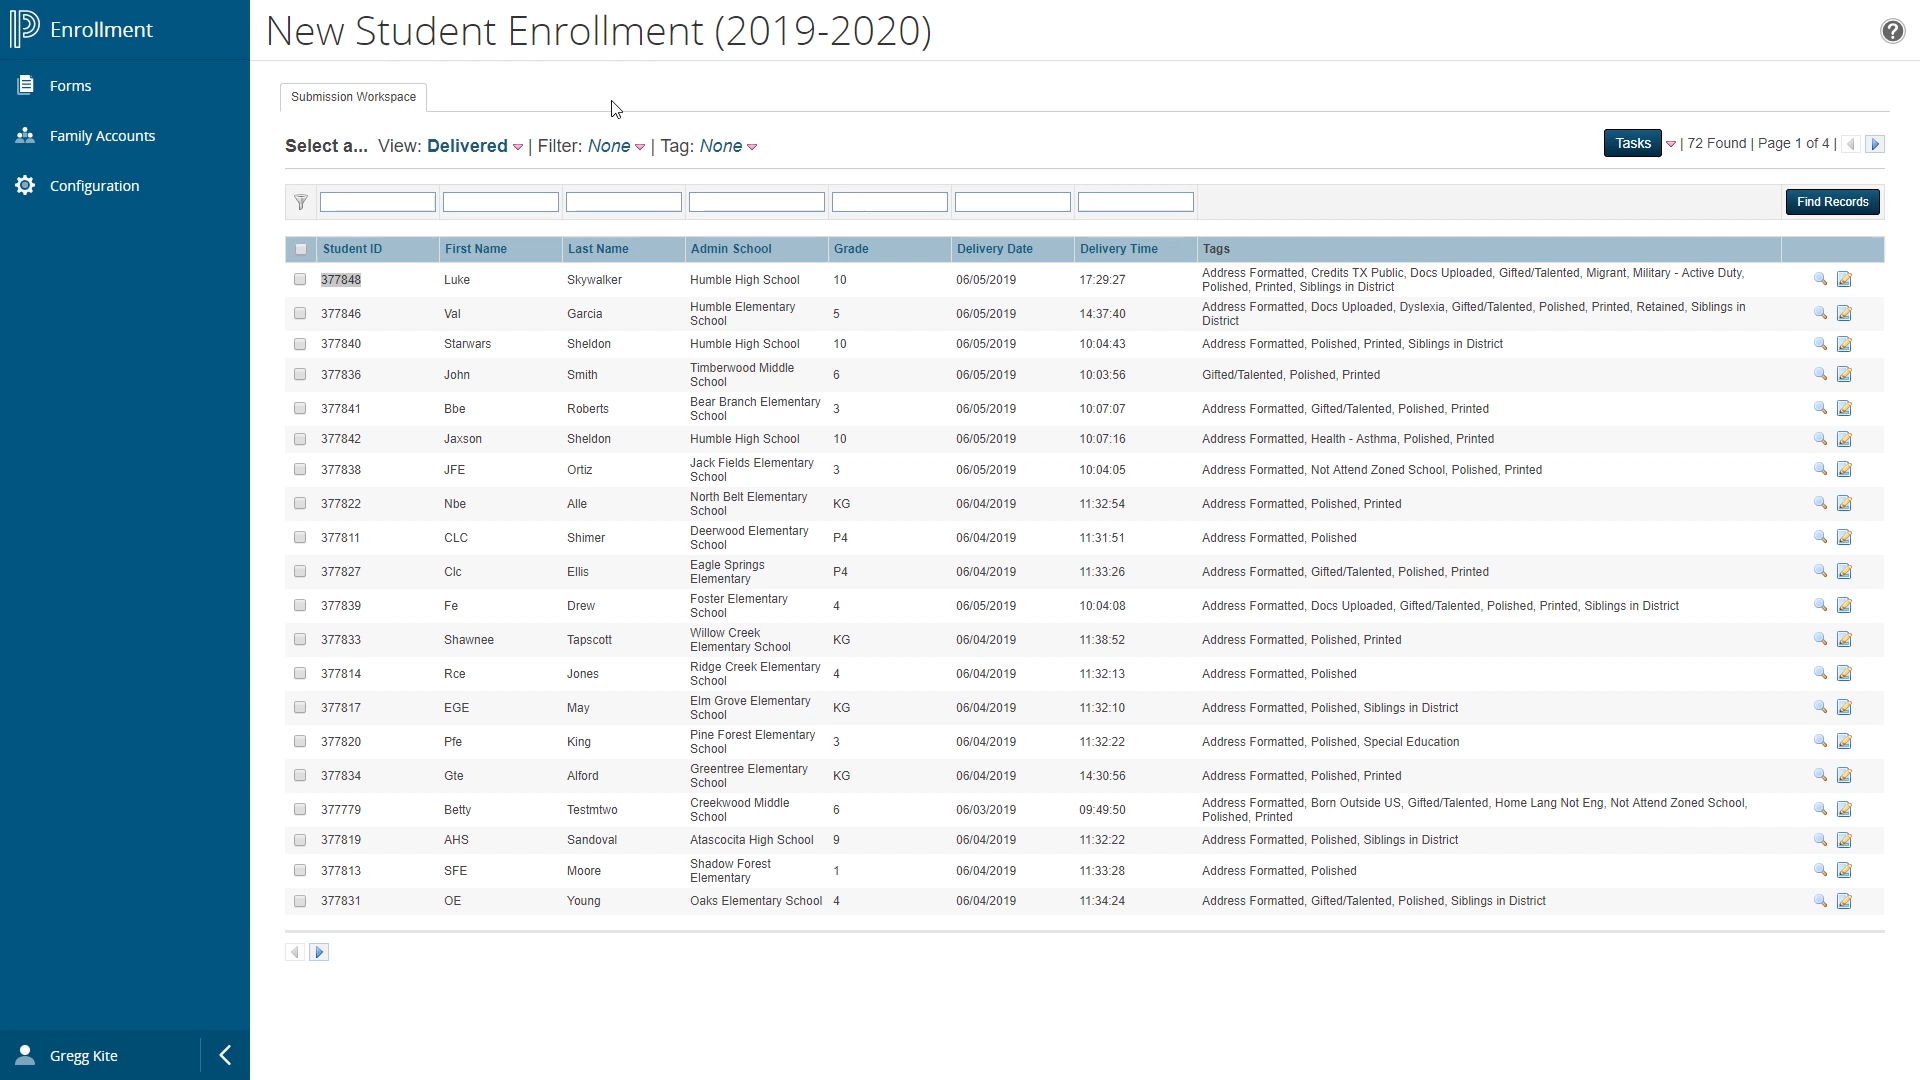 Enrollment
New Student Enrollment (2019-2020)
Forms
Family Accounts
Configuration
Submission Workspace
Select a... View: Delivered | Filter: None | Tag: None
Tasks | 72 Found | Page 1 of 4 |
Find Records
Student ID First Name Last Name Admin School Grade Delivery Date Delivery Time Tags
377848 Luke Skywalker Humble High School 10 06/05/2019 17:29:27 Address Formatted, Credits TX Public, Docs Uploaded, Gifted/Talented, Migrant, Military - Active Duty,
Polished, Printed, Siblings in District
377846 Val Garcia Humble Elementary
School 5 06/05/2019 14:37:40 Address Formatted, Docs Uploaded, Dyslexia, Gifted/Talented, Polished, Printed, Retained, Siblings in
District
377840 Starwars Sheldon Humble High School 10 06/05/2019 10:04:43 Address Formatted, Polished, Printed, Siblings in District
377836 John Smith Timberwood Middle
School 6 06/05/2019 10:03:56 Gifted/Talented, Polished, Printed
377841 Bbe Roberts Bear Branch Elementary
School 3 06/05/2019 10:07:07 Address Formatted, Gifted/Talented, Polished, Printed
377842 Jaxson Sheldon Humble High School 10 06/05/2019 10:07:16 Address Formatted, Health - Asthma, Polished, Printed
377838 JFE Ortiz Jack Fields Elementary
School 3 06/05/2019 10:04:05 Address Formatted, Not Attend Zoned School, Polished, Printed
377822 Nbe Alle North Belt Elementary
School KG 06/04/2019 11:32:54 Address Formatted, Polished, Printed
377811 CLC Shimer Deerwood Elementary
School P4 06/04/2019 11:31:51 Address Formatted, Polished
377827 Clc Ellis Eagle Springs
Elementary P4 06/04/2019 11:33:26 Address Formatted, Gifted/Talented, Polished, Printed
377839 Fe Drew Foster Elementary
School 4 06/05/2019 10:04:08 Address Formatted, Docs Uploaded, Gifted/Talented, Polished, Printed, Siblings in District
377833 Shawnee Tapscott Willow Creek
Elementary School KG 06/04/2019 11:38:52 Address Formatted, Polished, Printed
377814 Rce Jones Ridge Creek Elementary
School 4 06/04/2019 11:32:13 Address Formatted, Polished
377817 EGE May Elm Grove Elementary
School KG 06/04/2019 11:32:10 Address Formatted, Polished, Siblings in District
377820 Pfe King Pine Forest Elementary
School 3 06/04/2019 11:32:22 Address Formatted, Polished, Special Education
377834 Gte Alford Greentree Elementary
School KG 06/04/2019 14:30:56 Address Formatted, Polished, Printed
377779 Betty Testmtwo Creekwood Middle
School 6 06/03/2019 09:49:50 Address Formatted, Born Outside US, Gifted/Talented, Home Lang Not Eng, Not Attend Zoned School,
Polished, Printed
377819 AHS Sandoval Atascocita High School 9 06/04/2019 11:32:22 Address Formatted, Polished, Siblings in District
377813 SFE Moore Shadow Forest
Elementary 1 06/04/2019 11:33:28 Address Formatted, Polished
377831 OE Young Oaks Elementary School 4 06/04/2019 11:34:24 Address Formatted, Gifted/Talented, Polished, Siblings in District
Gregg Kite